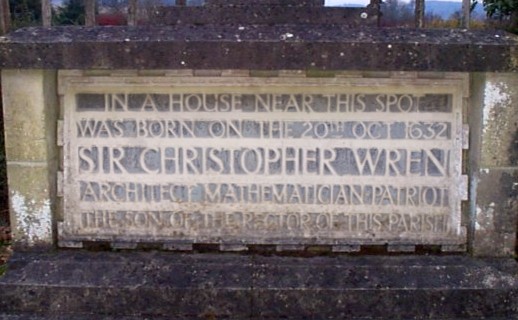 IN A HOUSE NEAR THIS SPOT
WAS BORN ON THE 20TH OCT 1632
SIR CHRISTOPHER WREN
ARCHITECT, MATHEMATICIAN, PATRIOT
THE SON OF THE RECTOR OF THIS PARISH